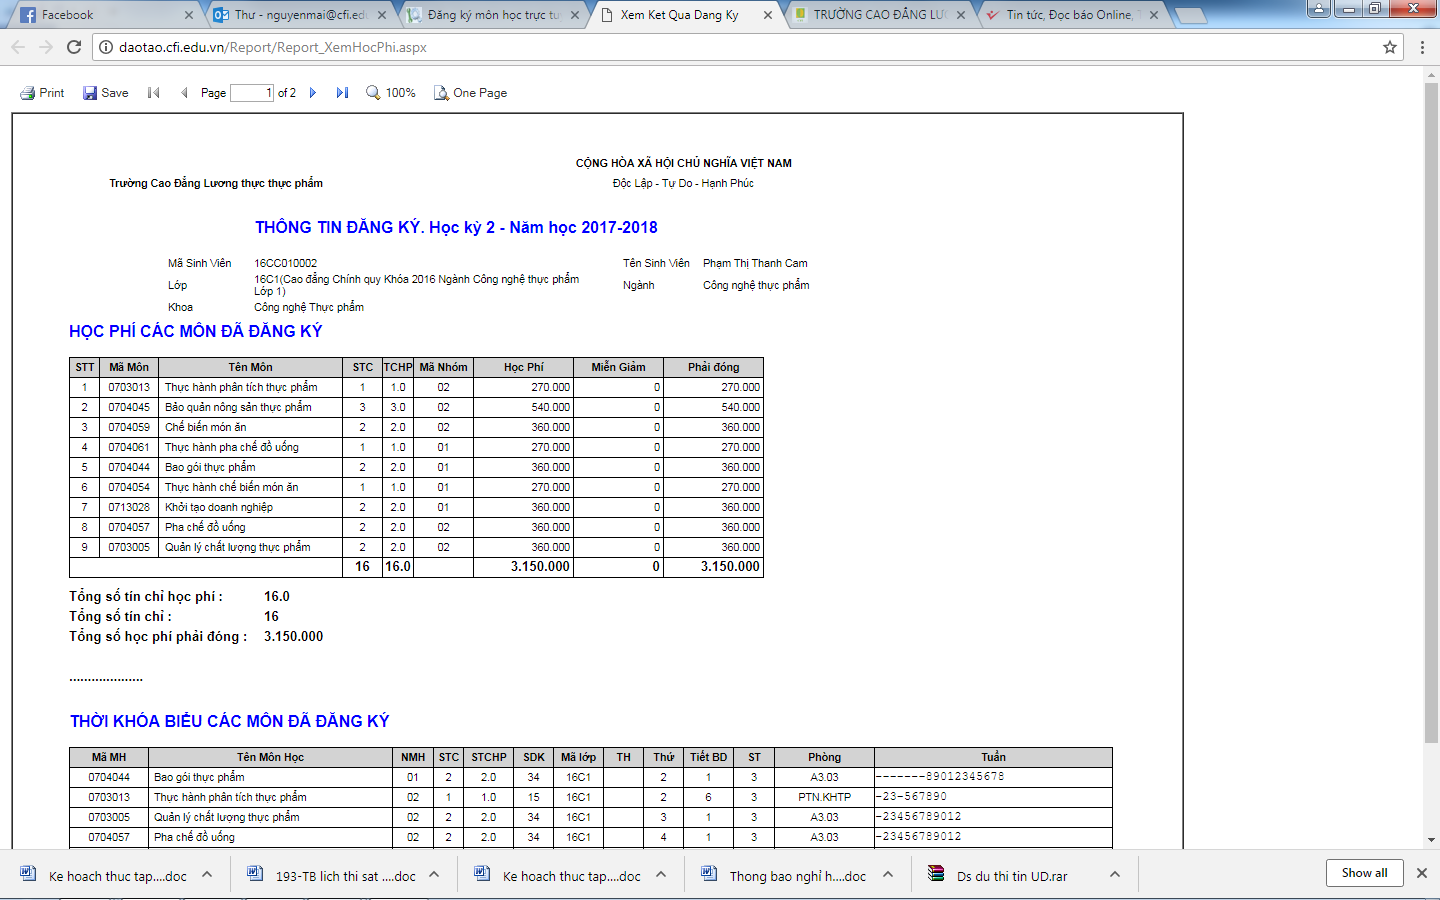 Facebook
Thư - nguyenmai@cfi.edu
Đăng ký môn học trực tu
Xem Ket Qua Dang Ky
TRƯỜNG CAO ĐẲNG LƯƠ
Tin tức, Đọc báo Online, T
daotao.cfi.edu.vn/Report/Report_XemHocPhi.aspx
Print Save Page 1 of 2 100% One Page
CỘNG HÒA XÃ HỘI CHỦ NGHĨA VIỆT NAM
Trường Cao Đẳng Lương thực thực phẩm
Độc Lập - Tự Do - Hạnh Phúc
THÔNG TIN ĐĂNG KÝ. Học kỳ 2 - Năm học 2017-2018
Mã Sinh Viên 16CC010002 Tên Sinh Viên Phạm Thị Thanh Cam
Lớp 16C1(Cao đẳng Chính quy Khóa 2016 Ngành Công nghệ thực phẩm Lớp 1) Ngành Công nghệ thực phẩm
Khoa Công nghệ Thực phẩm
HỌC PHÍ CÁC MÔN ĐÃ ĐĂNG KÝ
STT Mã Môn Tên Môn STC TCHP Mã Nhóm Học Phí Miễn Giảm Phải đóng
1 0703013 Thực hành phân tích thực phẩm 1 1.0 02 270.000 0 270.000
2 0704045 Bảo quản nông sản thực phẩm 3 3.0 02 540.000 0 540.000
3 0704059 Chế biến món ăn 2 2.0 02 360.000 0 360.000
4 0704061 Thực hành pha chế đồ uống 1 1.0 01 270.000 0 270.000
5 0704044 Bao gói thực phẩm 2 2.0 01 360.000 0 360.000
6 0704054 Thực hành chế biến món ăn 1 1.0 01 270.000 0 270.000
7 0713028 Khởi tạo doanh nghiệp 2 2.0 01 360.000 0 360.000
8 0704057 Pha chế đồ uống 2 2.0 02 360.000 0 360.000
9 0703005 Quản lý chất lượng thực phẩm 2 2.0 02 360.000 0 360.000
16 16.0 3.150.000 0 3.150.000
Tổng số tín chỉ học phí : 16.0
Tổng số tín chỉ : 16
Tổng số học phí phải đóng : 3.150.000
....................
THỜI KHÓA BIỂU CÁC MÔN ĐÃ ĐĂNG KÝ
Mã MH Tên Môn Học NMH STC STCHP SDK Mã lớp TH Thứ Tiết BD ST Phòng Tuần
0704044 Bao gói thực phẩm 01 2 2.0 34 16C1 2 1 3 A3.03 -------89012345678
0703013 Thực hành phân tích thực phẩm 02 1 1.0 15 16C1 2 6 3 PTN.KHTP -23-567890
0703005 Quản lý chất lượng thực phẩm 02 2 2.0 34 16C1 3 1 3 A3.03 -23456789012
0704057 Pha chế đồ uống 02 2 2.0 34 16C1 4 1 3 A3.03 -23456789012
Ke hoach thuc tap....doc
193-TB lich thi sat ....doc
Ke hoach thuc tap....doc
Thong bao nghỉ h....doc
Ds du thi tin UD.rar
Show all